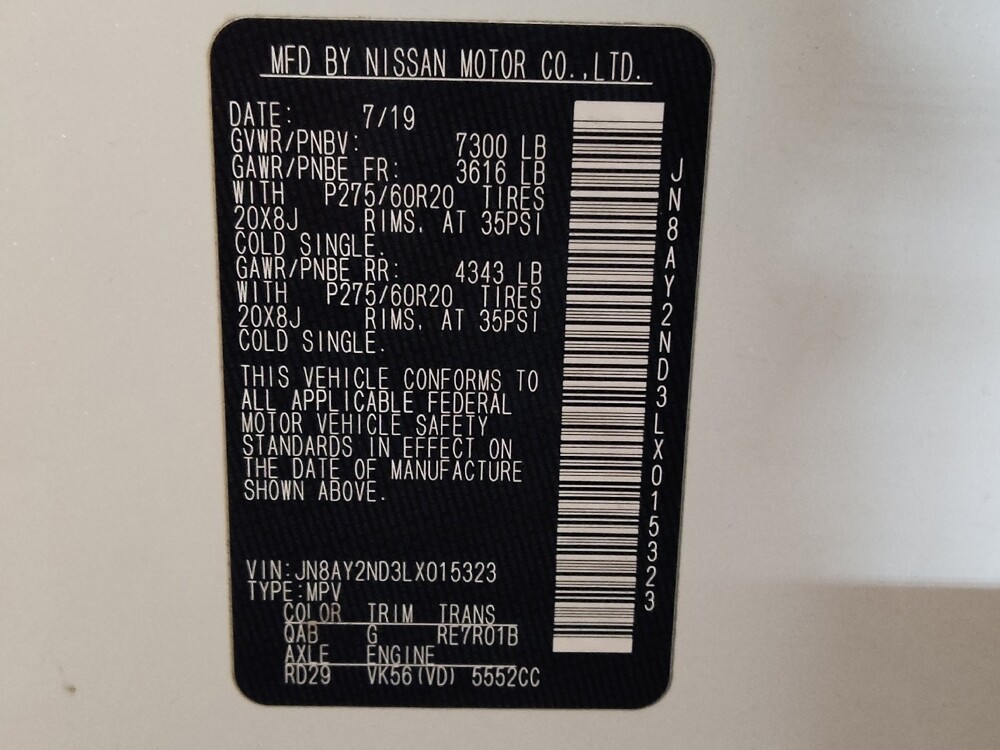 MFD BY NISSAN MOTOR CO.,LTD.
DATE: 7/19
GVWR/PNBV: 7300 LB
GAWR/PNBE FR: 3616 LB
WITH P275/60R20 TIRES
20X8J RIMS. AT 35PSI
COLD SINGLE.
GAWR/PNBE RR: 4343 LB
WITH P275/60R20 TIRES
20X8J RIMS. AT 35PSI
COLD SINGLE.
THIS VEHICLE CONFORMS TO
ALL APPLICABLE FEDERAL
MOTOR VEHICLE SAFETY
STANDARDS IN EFFECT ON
THE DATE OF MANUFACTURE
SHOWN ABOVE.
VIN:JN8AY2ND3LX015323
TYPE:MPV
COLOR TRIM TRANS
QAB G RE7R01B
AXLE ENGINE
RD29 VK56(VD) 5552CC
JN8AY2ND3LX015323